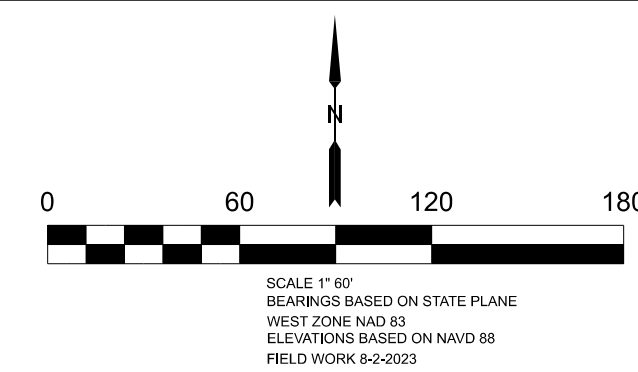 N
0 60 120 180
SCALE 1" 60'
BEARINGS BASED ON STATE PLANE
WEST ZONE NAD 83
ELEVATIONS BASED ON NAVD 88
FIELD WORK 8-2-2023